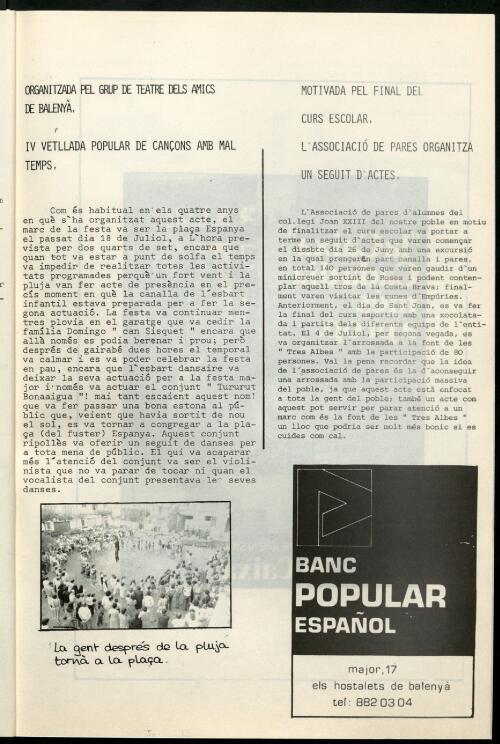 ORGANITZADA PEL GRUP DE TEATRE DELS AMICS
DE BALENYÀ.
IV VETLLADA POPULAR DE CANÇONS AMB MAL
TEMPS.
Com és habitual en els quatre anys
en què s'ha organitzat aquest acte, el
marc de la festa va ser la plaça Espanya
el passat dia 18 de Juliol, a L'hora pre-
vista per dos quarts de set, encara que
quan tot va estar a punt de solfa el temps
va impedir de realitzar totes les activi-
tats programades perquè un fort vent i la
pluja van fer acte de presència en el pre-
cís moment en què la canalla de l'esbart
infantil estava preparada per a fer la se-
gona actuació. La festa va continuar men-
tres plovia en el garatge que va cedir la
família Domingo " can Sisquet " encara que
allà només es podia berenar i prou; però
després de gairabé dues hores el temporal
va calmar i es va poder celebrar la festa
en pau, encara que l'esbart dansaire va
deixar la seva actuació per a la festa ma-
jor i només va actuar el conjunt " Tururut
Bonaaigua "! mai tant escaient aquest nom!
que va fer passar una bona estona al pú-
blic que, veient que havia sortit de nou
el sol, es va tornar a congregar a la pla-
ça (del fuster) Espanya. Aquest conjunt
ripollès va oferir un seguit de danses per
a tota mena de públic. El qui va acaparar
més l'atenció del conjunt va ser el violi-
nista que no va parar de tocar ni quan el
vocalista del conjunt presentava les seves
danses.
La gent després de la pluja
tornà a la plaça.
MOTIVADA PEL FINAL DEL
CURS ESCOLAR,
L'ASSOCIACIÓ DE PARES ORGANITZA
UN SEGUIT D'ACTES.
L'Associació de pares d'alumnes del
col.legi Joan XXIII del nostre poble en motiu
de finalitzar el curs escolar va portar a
terme un seguit d'actes que varen començar
el dissbte dia 26 de Juny amb una excursió
en la qual prengueren part canalla i pares,
en total 140 persones que varen gaudir d'un
minicreuer sortint de Roses i podent contem-
plar aquell tros de la Costa Brava; final-
ment varen visitar les runes d'Empúries.
Anteriorment, el dia de Sant Joan, es va fer
la final del curs esportiu amb una xocolata-
da i partits dels diferents equips de l'enti-
tat. El 4 de Juliol, per segona vegada, es
va organitzar l'arrossada a la font de les
" Tres Albes " amb la participació de 80
persones. Val la pena recordar que la idea
de l'associació de pares és la d'aconseguir
una arrossada amb la participació massiva
del poble, ja que aquest acte està enfocat
a tota la gent del poble; també un acte com
aquest pot servir per parar atenció a un
marc com és la font de les " Tres Albes "
un lloc que podria ser molt més bonic si es
cuidés com cal.
BANC
POPULAR
ESPAÑOL
major, 17
els hostalets de balenyà
tel: 882 03 04